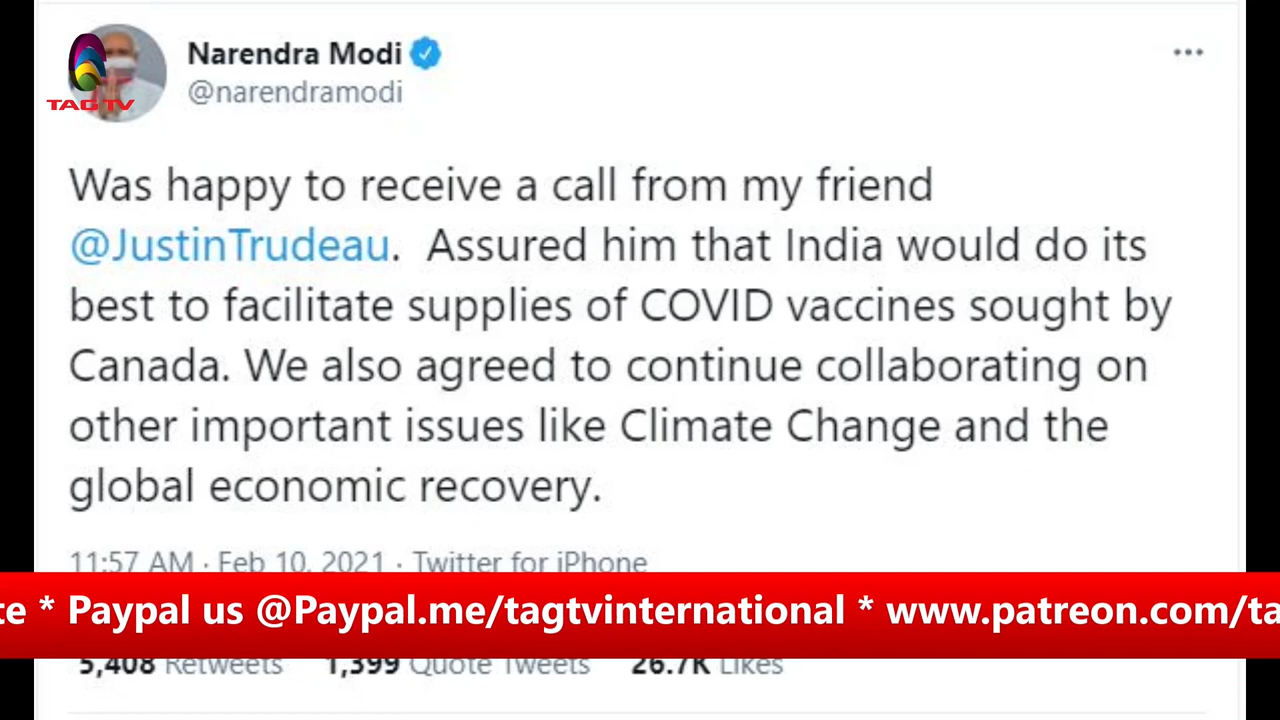 TAG TV
Narendra Modi
@narendramodi
Was happy to receive a call from my friend
@JustinTrudeau. Assured him that India would do its
best to facilitate supplies of COVID vaccines sought by
Canada. We also agreed to continue collaborating on
other important issues like Climate Change and the
global economic recovery.
11:57 AM · Feb 10, 2021 · Twitter for iPhone
te * Paypal us @Paypal.me/tagtvinternational * www.patreon.com/ta
5,408 Retweets 1,399 Quote Tweets 26.7K Likes